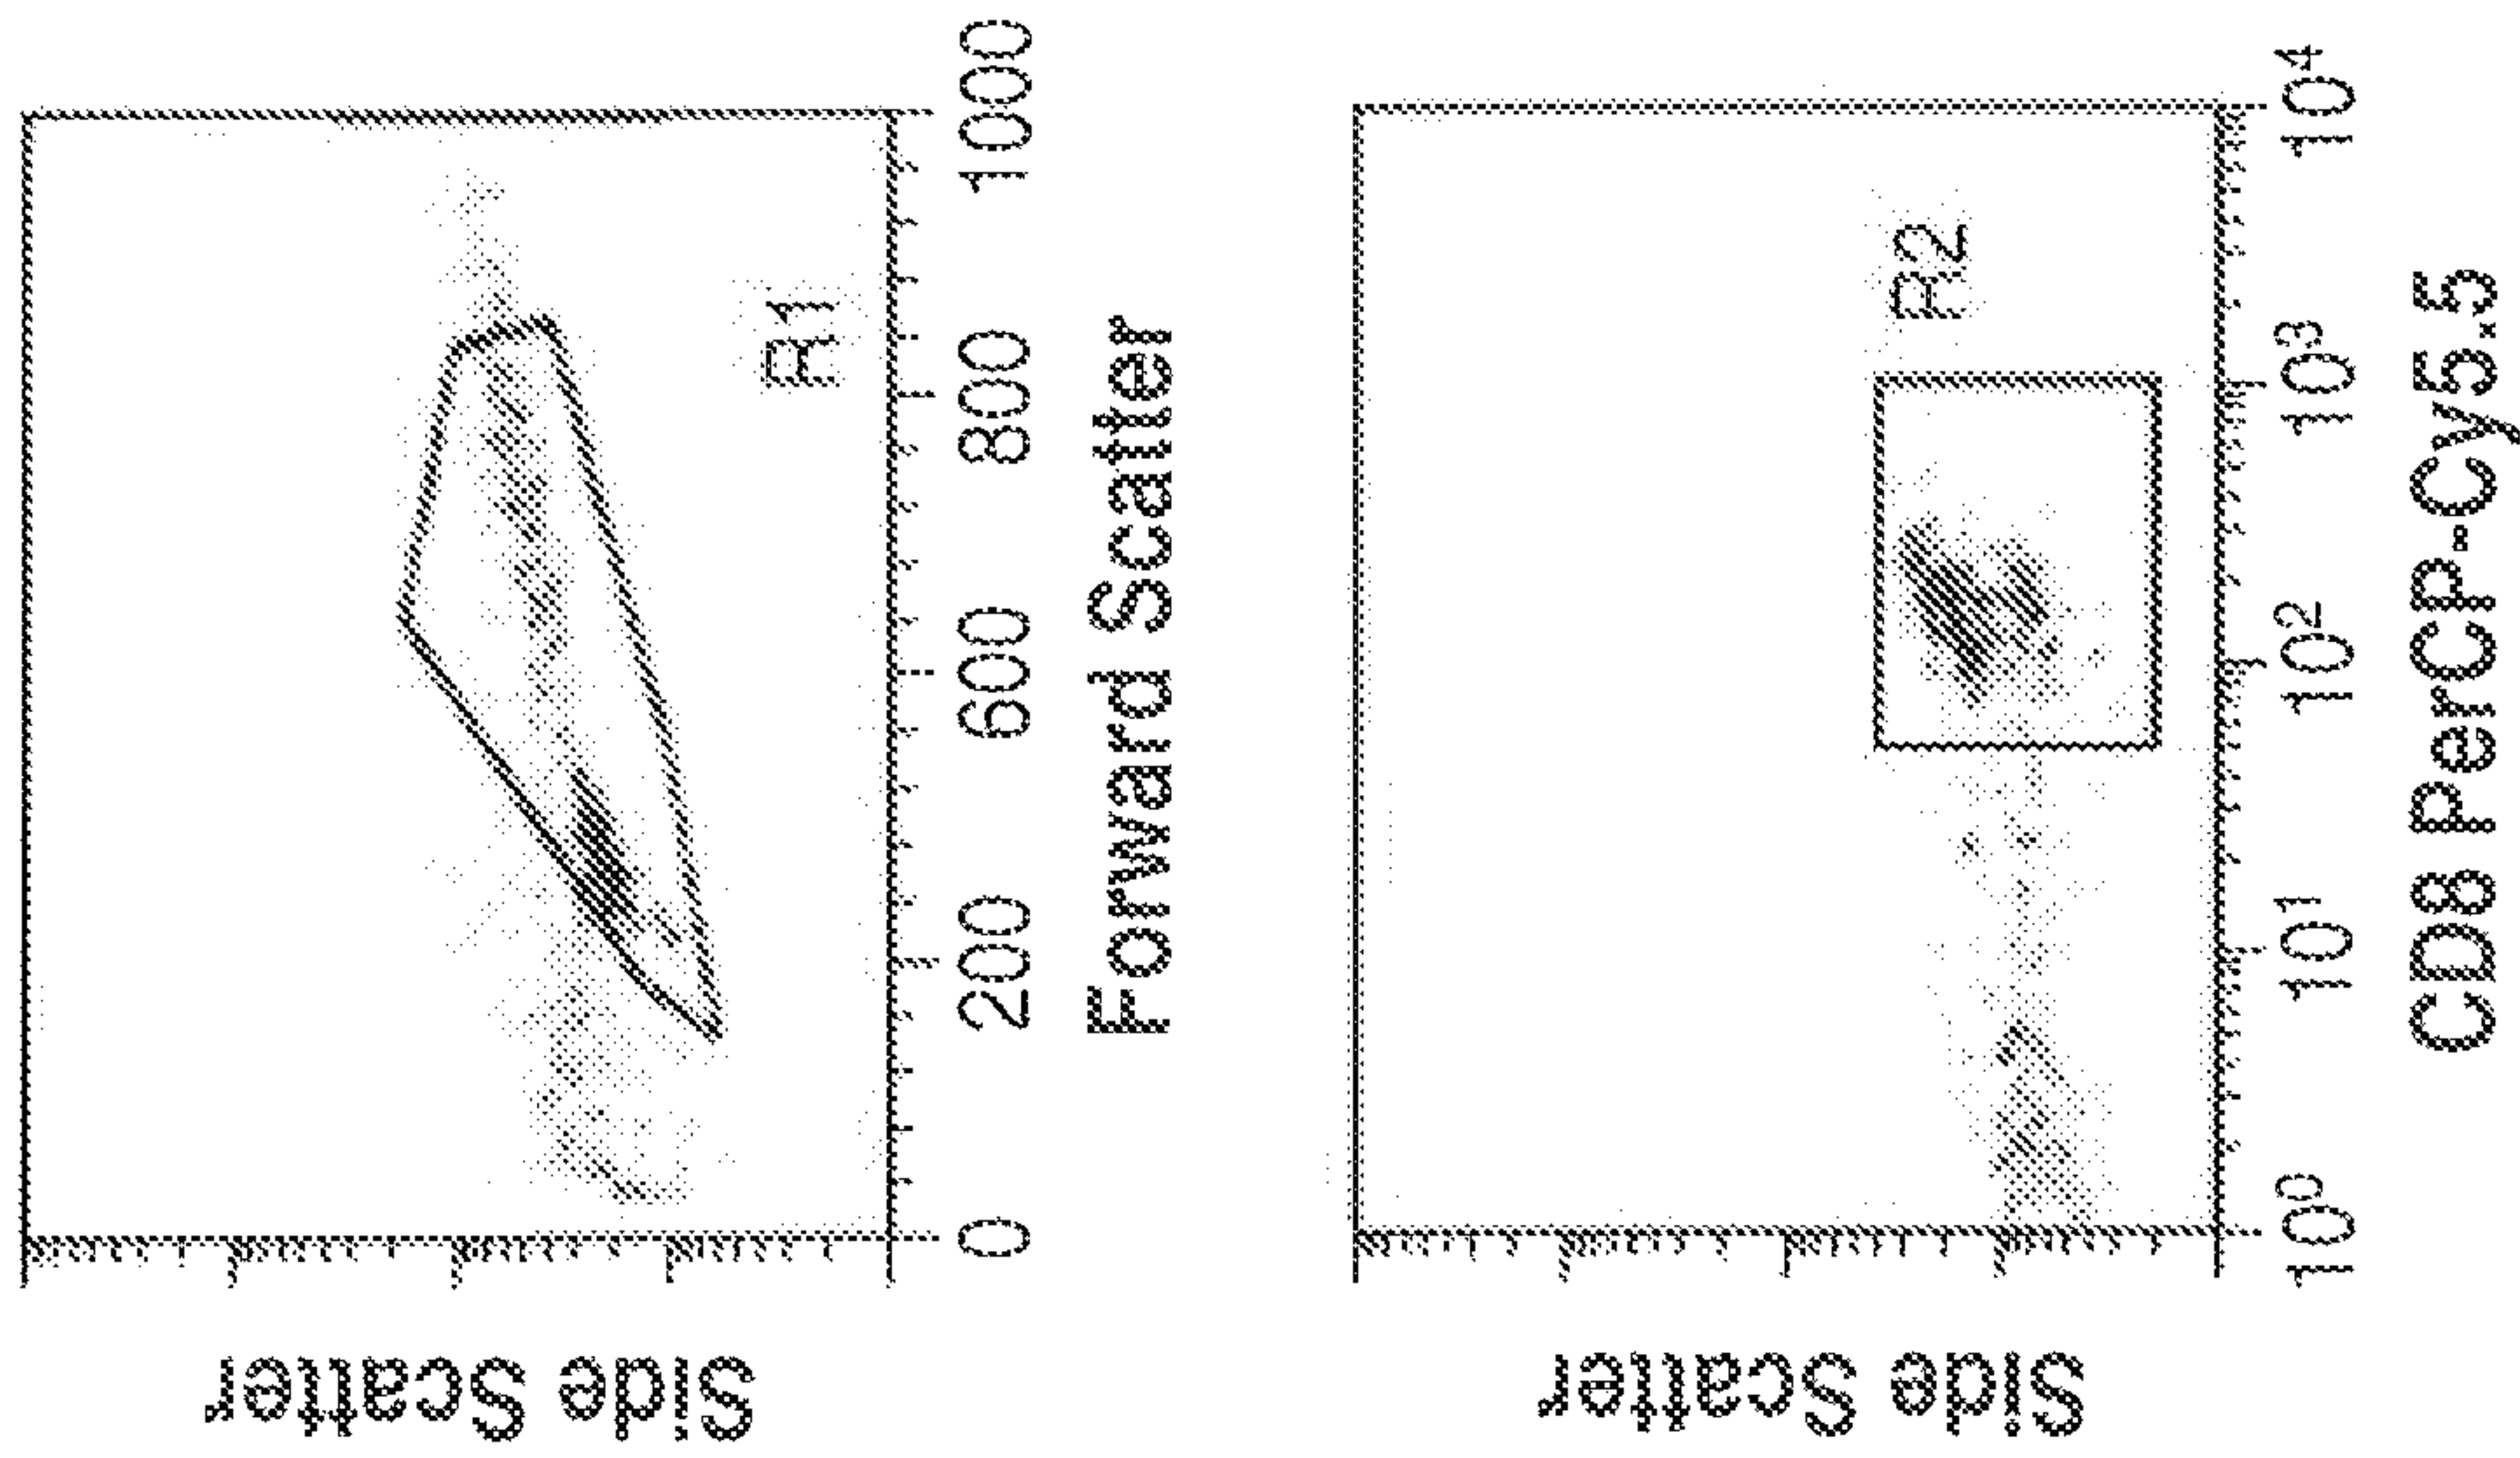 Side Scatter
R1
0 200 600 800 1000
Forward Scatter
Side Scatter
R2
10⁰ 10¹ 10² 10³ 10⁴
CD8 PerCP-Cy5.5